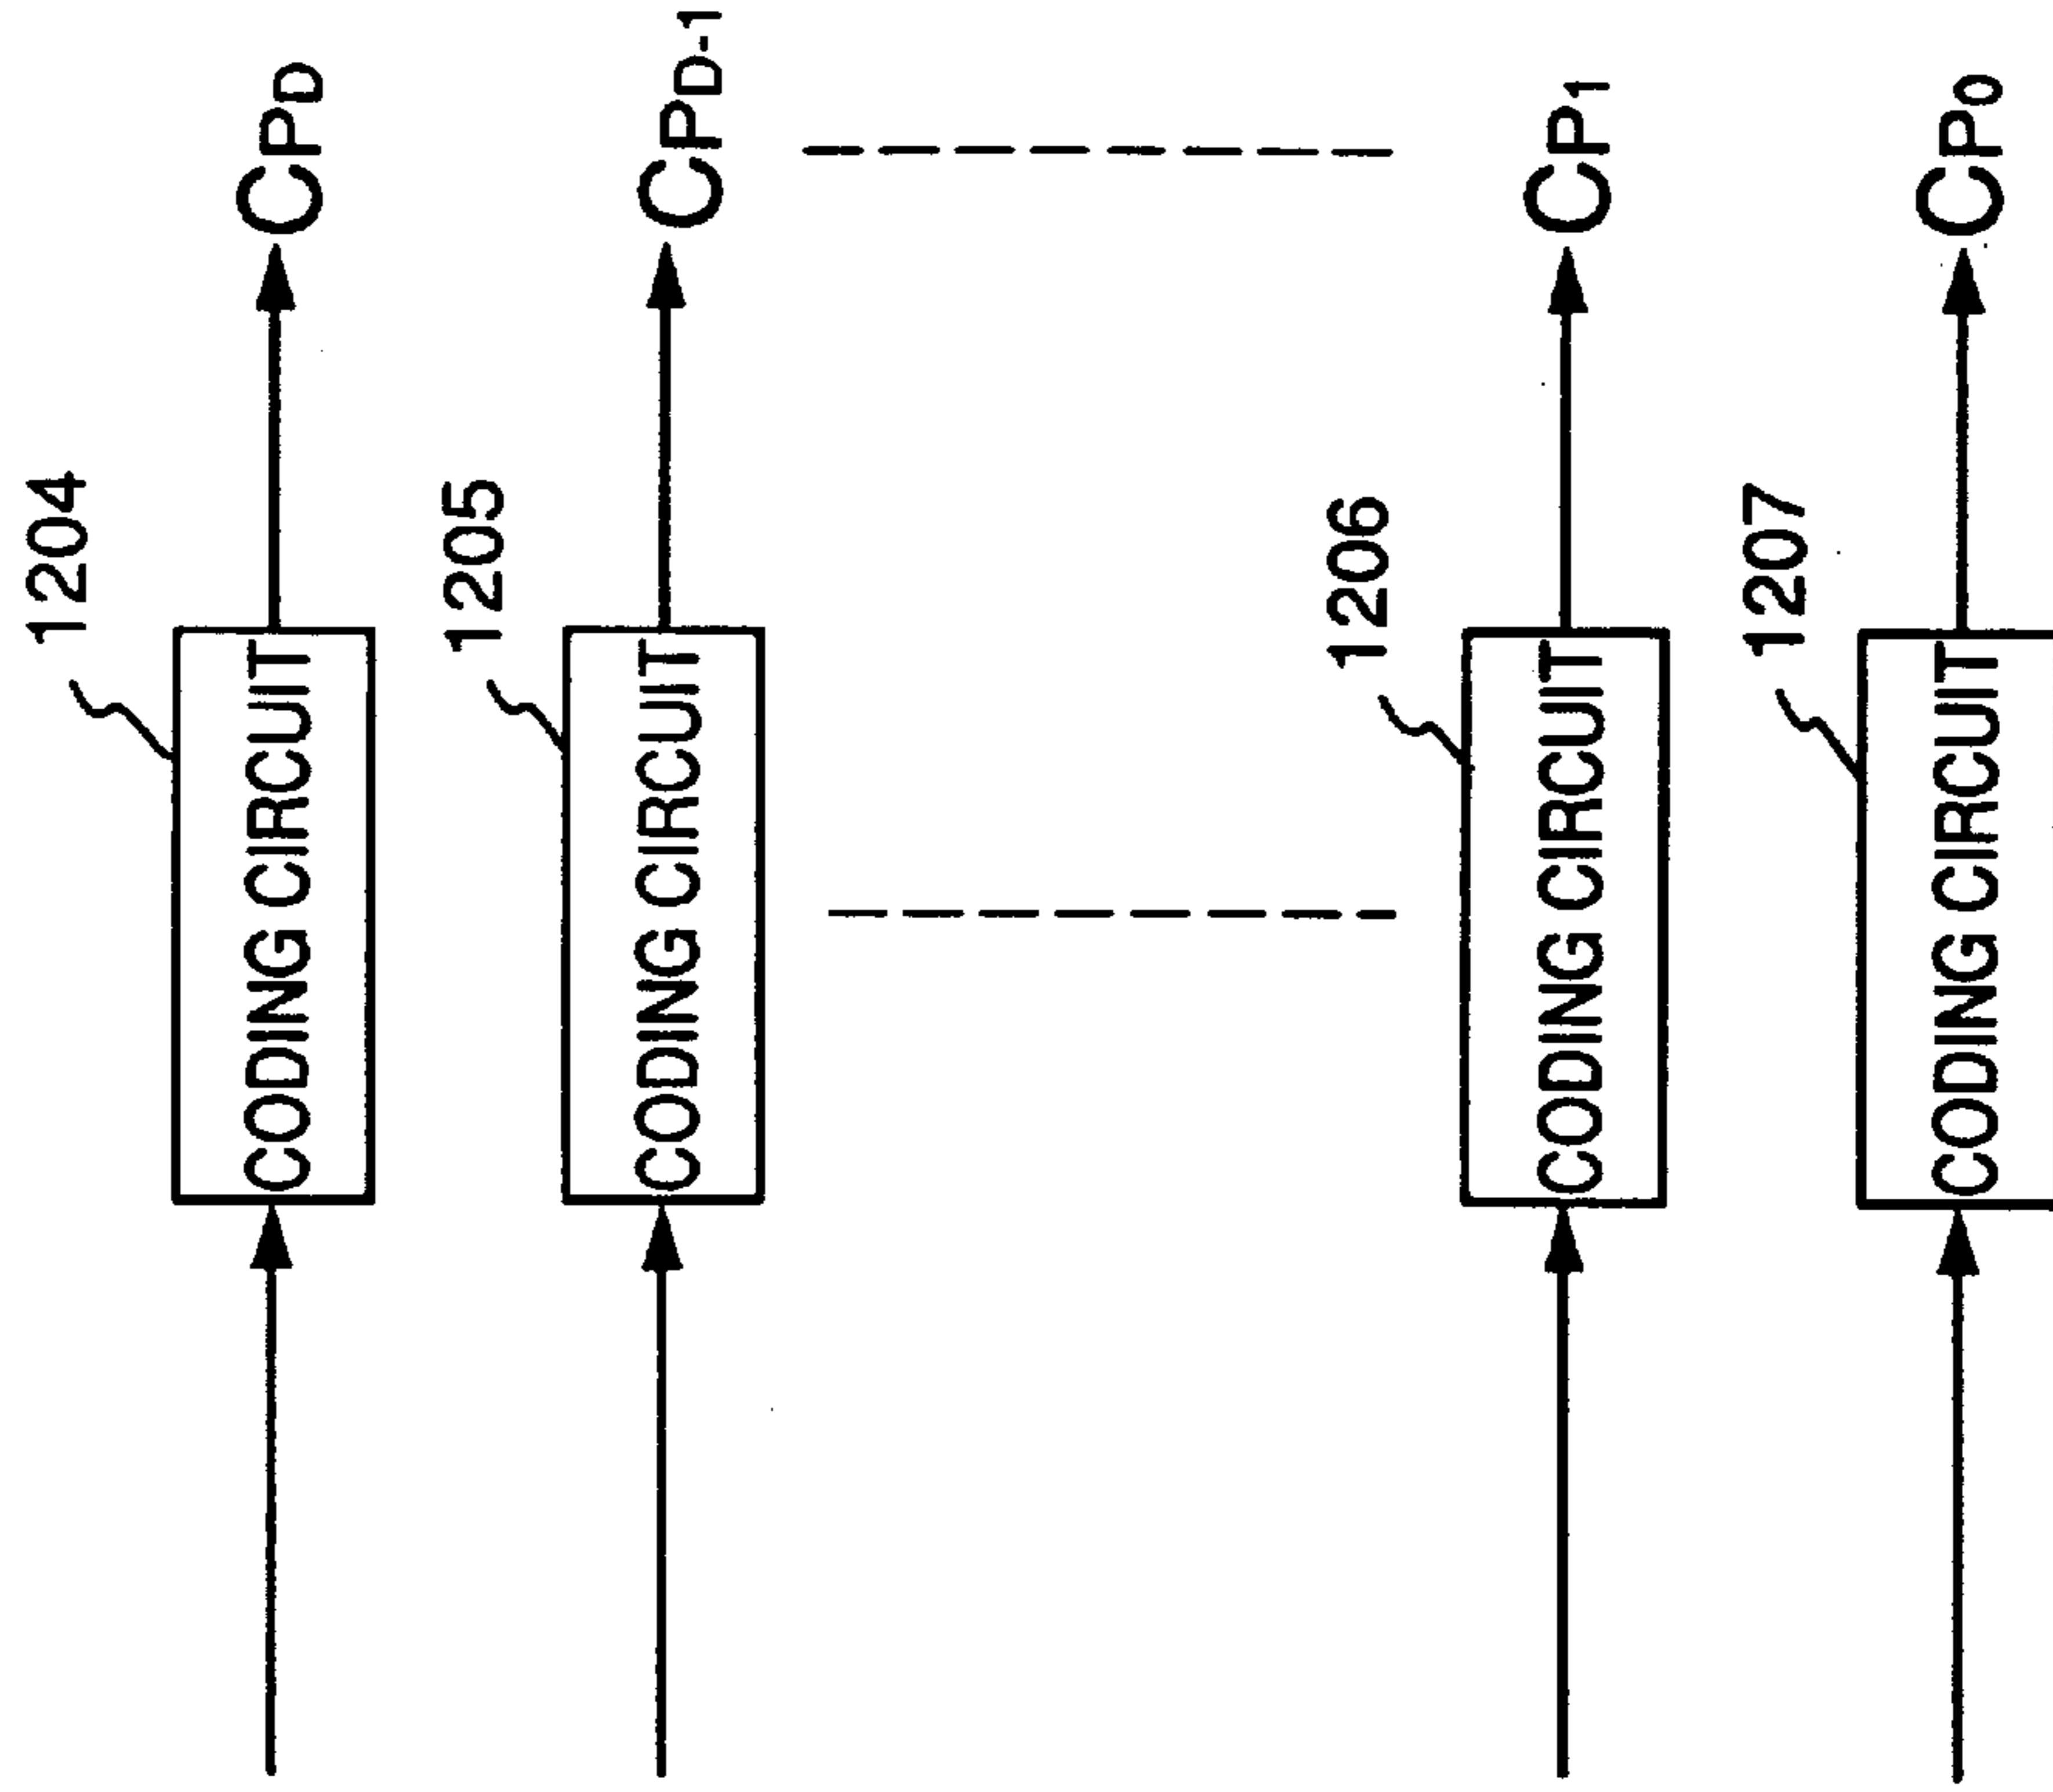 1204
CODING CIRCUIT
CPD
1205
CODING CIRCUIT
CPD-1
1206
CODING CIRCUIT
CP1
1207
CODING CIRCUIT
CP0